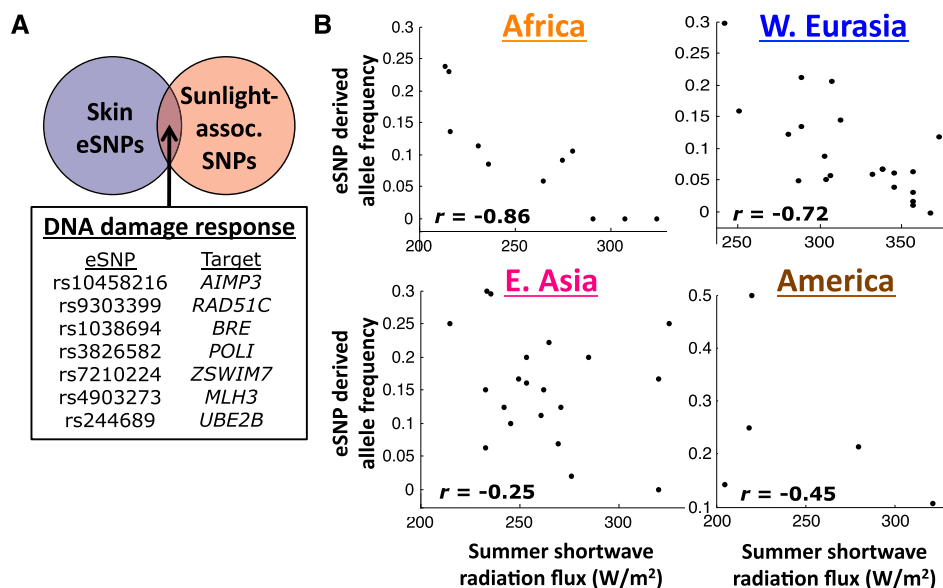 A
Skin
eSNPs
Sunlight-
assoc.
SNPs
DNA damage response
eSNP Target
rs10458216 AIMP3
rs9303399 RAD51C
rs1038694 BRE
rs3826582 POLI
rs7210224 ZSWIM7
rs4903273 MLH3
rs244689 UBE2B
B
Africa
eSNP derived
allele frequency
0.3
0.25
0.2
0.15
0.1
0.05
0
r = -0.86
200 250 300
W. Eurasia
0.3
0.25
0.2
0.15
0.1
0.05
0
r = -0.72
250 300 350
E. Asia
eSNP derived
allele frequency
0.3
0.25
0.2
0.15
0.1
0.05
0
r = -0.25
200 250 300
Summer shortwave
radiation flux (W/m²)
America
0.5
0.4
0.3
0.2
0.1
r = -0.45
200 250 300
Summer shortwave
radiation flux (W/m²)